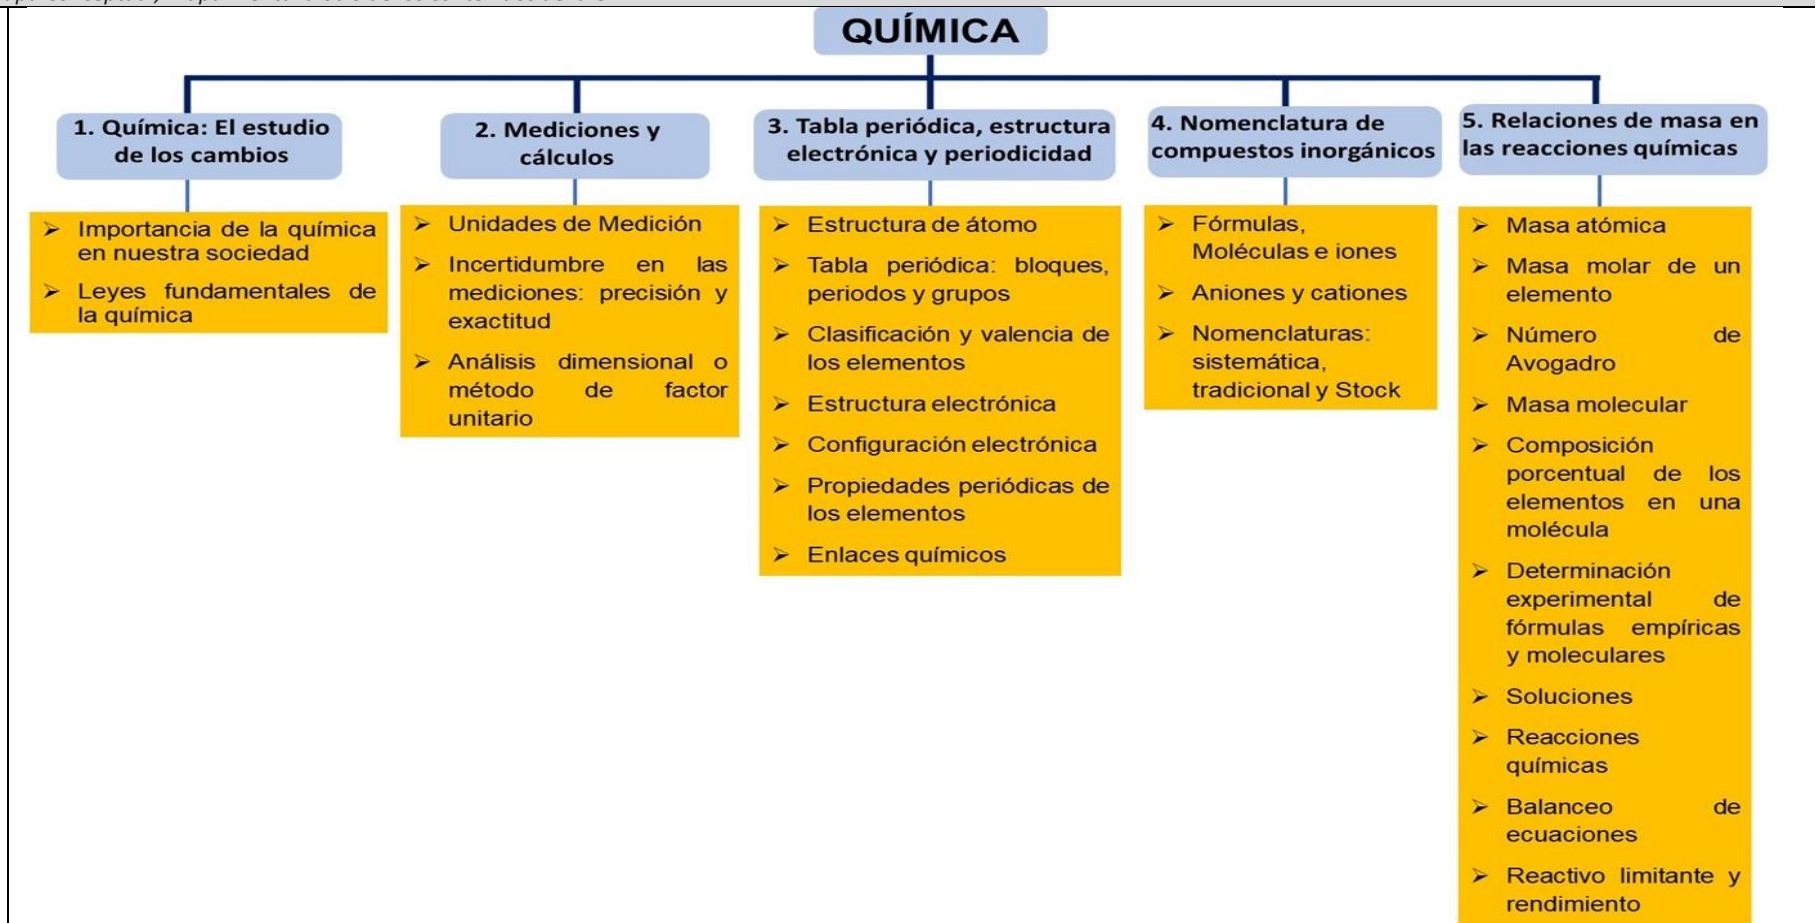 QUÍMICA
1. Química: El estudio
de los cambios
➢ Importancia de la química
en nuestra sociedad
➢ Leyes fundamentales de
la química
2. Mediciones y
cálculos
➢ Unidades de Medición
➢ Incertidumbre en las
mediciones: precisión y
exactitud
➢ Análisis dimensional o
método de factor
unitario
3. Tabla periódica, estructura
electrónica y periodicidad
➢ Estructura de átomo
➢ Tabla periódica: bloques,
periodos y grupos
➢ Clasificación y valencia de
los elementos
➢ Estructura electrónica
➢ Configuración electrónica
➢ Propiedades periódicas de
los elementos
➢ Enlaces químicos
4. Nomenclatura de
compuestos inorgánicos
➢ Fórmulas,
Moléculas e iones
➢ Aniones y cationes
➢ Nomenclaturas:
sistemática,
tradicional y Stock
5. Relaciones de masa en
las reacciones químicas
➢ Masa atómica
➢ Masa molar de un
elemento
➢ Número de
Avogadro
➢ Masa molecular
➢ Composición
porcentual de los
elementos en una
molécula
➢ Determinación
experimental de
fórmulas empíricas
y moleculares
➢ Soluciones
➢ Reacciones
químicas
➢ Balanceo de
ecuaciones
➢ Reactivo limitante y
rendimiento